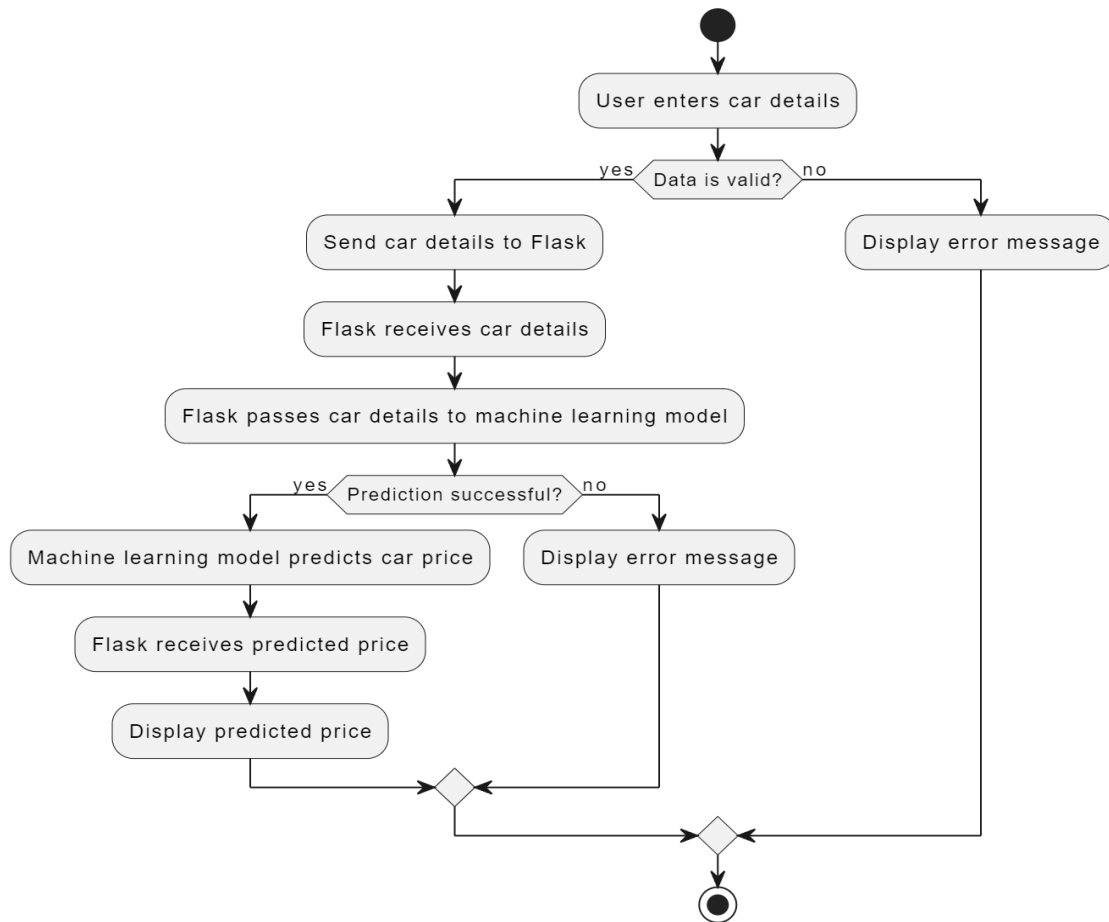 User enters car details
yes
Data is valid?
no
Send car details to Flask
Display error message
Flask receives car details
Flask passes car details to machine learning model
yes
Prediction successful?
no
Machine learning model predicts car price
Display error message
Flask receives predicted price
Display predicted price